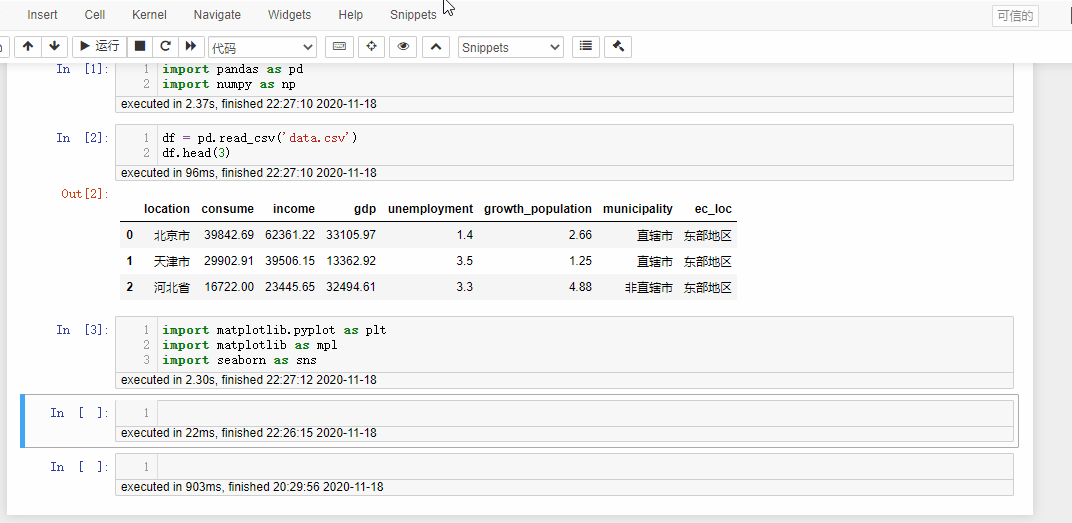 Insert Cell Kernel Navigate Widgets Help Snippets 可信的
运行 代码 Snippets
In [1]: 1 import pandas as pd
2 import numpy as np
executed in 2.37s, finished 22:27:10 2020-11-18
In [2]: 1 df = pd.read_csv('data.csv')
2 df.head(3)
executed in 96ms, finished 22:27:10 2020-11-18
Out[2]:
location consume income gdp unemployment growth_population municipality ec_loc
0 北京市 39842.69 62361.22 33105.97 1.4 2.66 直辖市 东部地区
1 天津市 29902.91 39506.15 13362.92 3.5 1.25 直辖市 东部地区
2 河北省 16722.00 23445.65 32494.61 3.3 4.88 非直辖市 东部地区
In [3]: 1 import matplotlib.pyplot as plt
2 import matplotlib as mpl
3 import seaborn as sns
executed in 2.30s, finished 22:27:12 2020-11-18
In [ ]: 1
executed in 22ms, finished 22:26:15 2020-11-18
In [ ]: 1
executed in 903ms, finished 20:29:56 2020-11-18